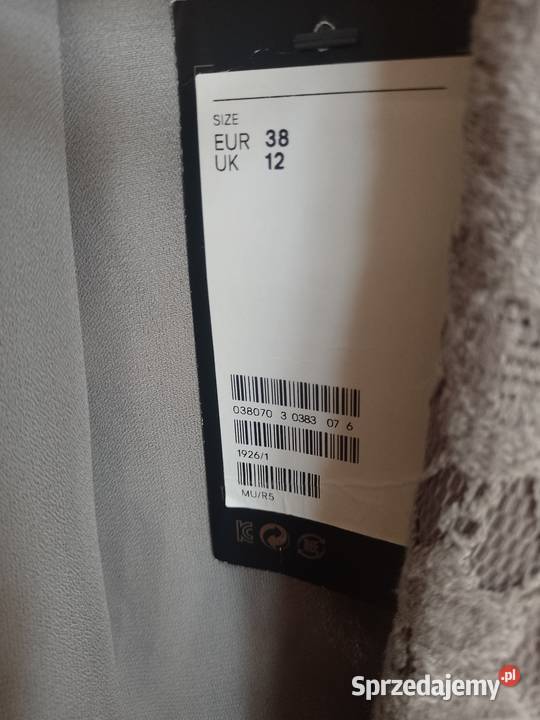 SIZE
EUR 38
UK 12
038070 3 0383 07 6
1926/1
MU/R5
Sprzedajemy.pl